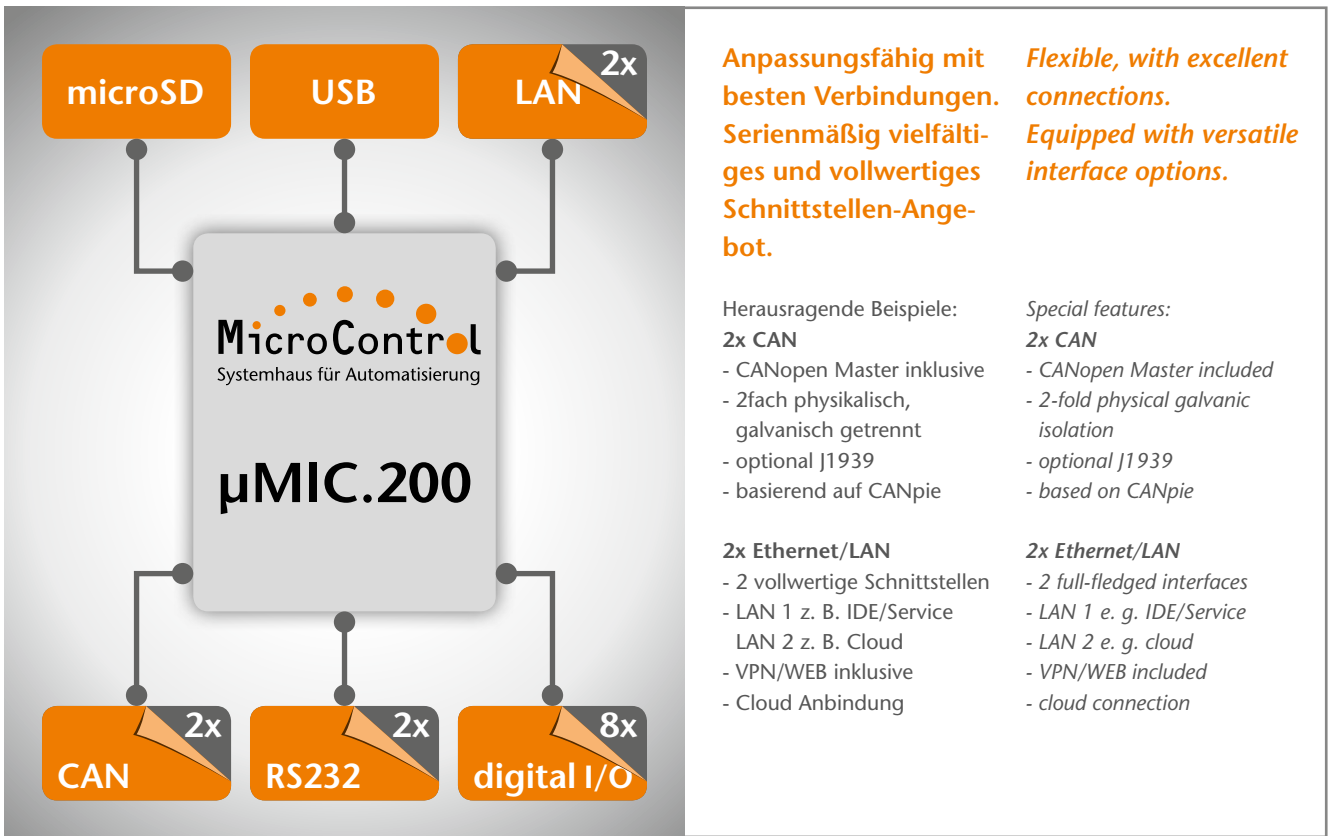 microSD
USB
LAN
2x
MicroControl
Systemhaus für Automatisierung
µMIC.200
2x
CAN
2x
RS232
8x
digital I/O
Anpassungsfähig mit
besten Verbindungen.
Serienmäßig vielfälti-
ges und vollwertiges
Schnittstellen-Ange-
bot.
Herausragende Beispiele:
2x CAN
- CANopen Master inklusive
- 2fach physikalisch,
galvanisch getrennt
- optional J1939
- basierend auf CANpie
2x Ethernet/LAN
- 2 vollwertige Schnittstellen
- LAN 1 z. B. IDE/Service
LAN 2 z. B. Cloud
- VPN/WEB inklusive
- Cloud Anbindung
Flexible, with excellent
connections.
Equipped with versatile
interface options.
Special features:
2x CAN
- CANopen Master included
- 2-fold physical galvanic
isolation
- optional J1939
- based on CANpie
2x Ethernet/LAN
- 2 full-fledged interfaces
- LAN 1 e. g. IDE/Service
- LAN 2 e. g. cloud
- VPN/WEB included
- cloud connection